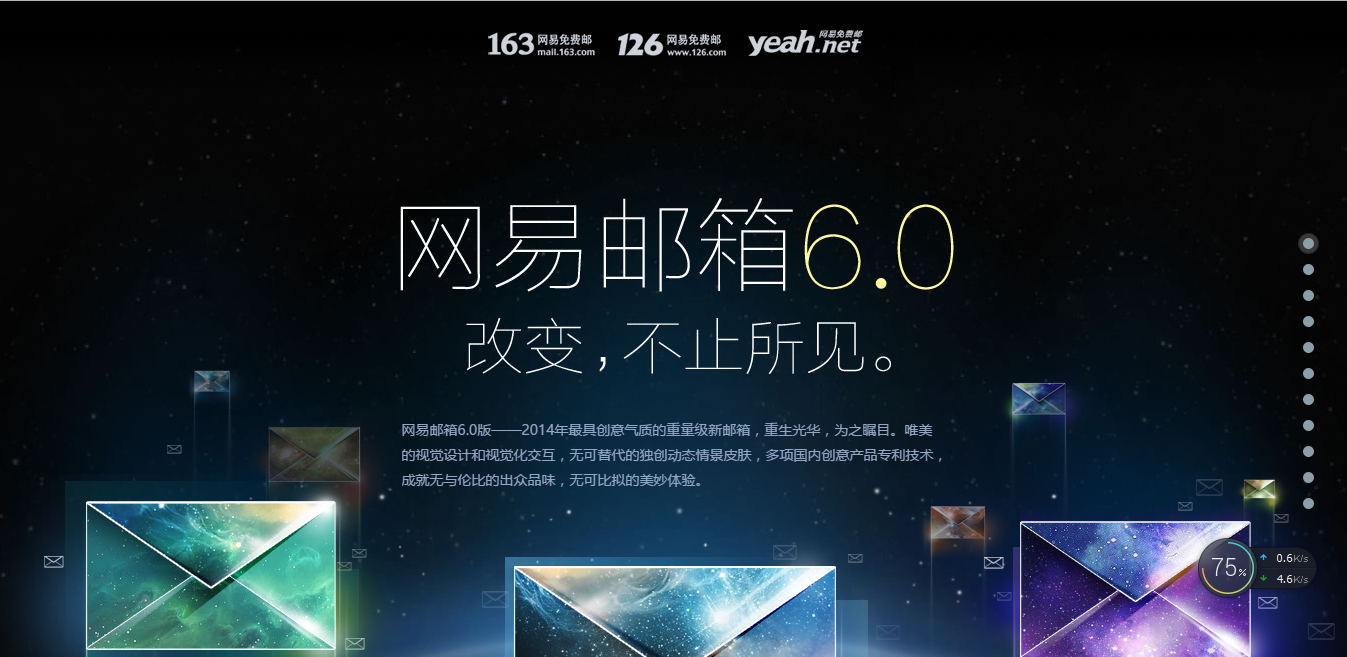 163 网易免费邮 mail.163.com
126 网易免费邮 www.126.com
yeah.net 网易免费邮
网易邮箱6.0
改变,不止所见。
网易邮箱6.0版——2014年最具创意气质的重量级新邮箱,重生光华,为之瞩目。唯美
的视觉设计和视觉化交互,无可替代的独创动态情景皮肤,多项国内创意产品专利技术,
成就无与伦比的出众品味,无可比拟的美妙体验。
75%
0.6K/s
4.6K/s